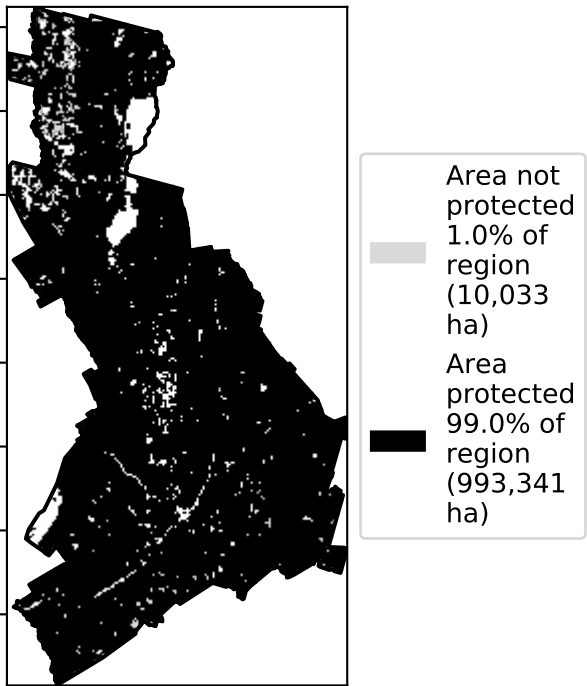 Area not
protected
1.0% of
region
(10,033
ha)
Area
protected
99.0% of
region
(993,341
ha)